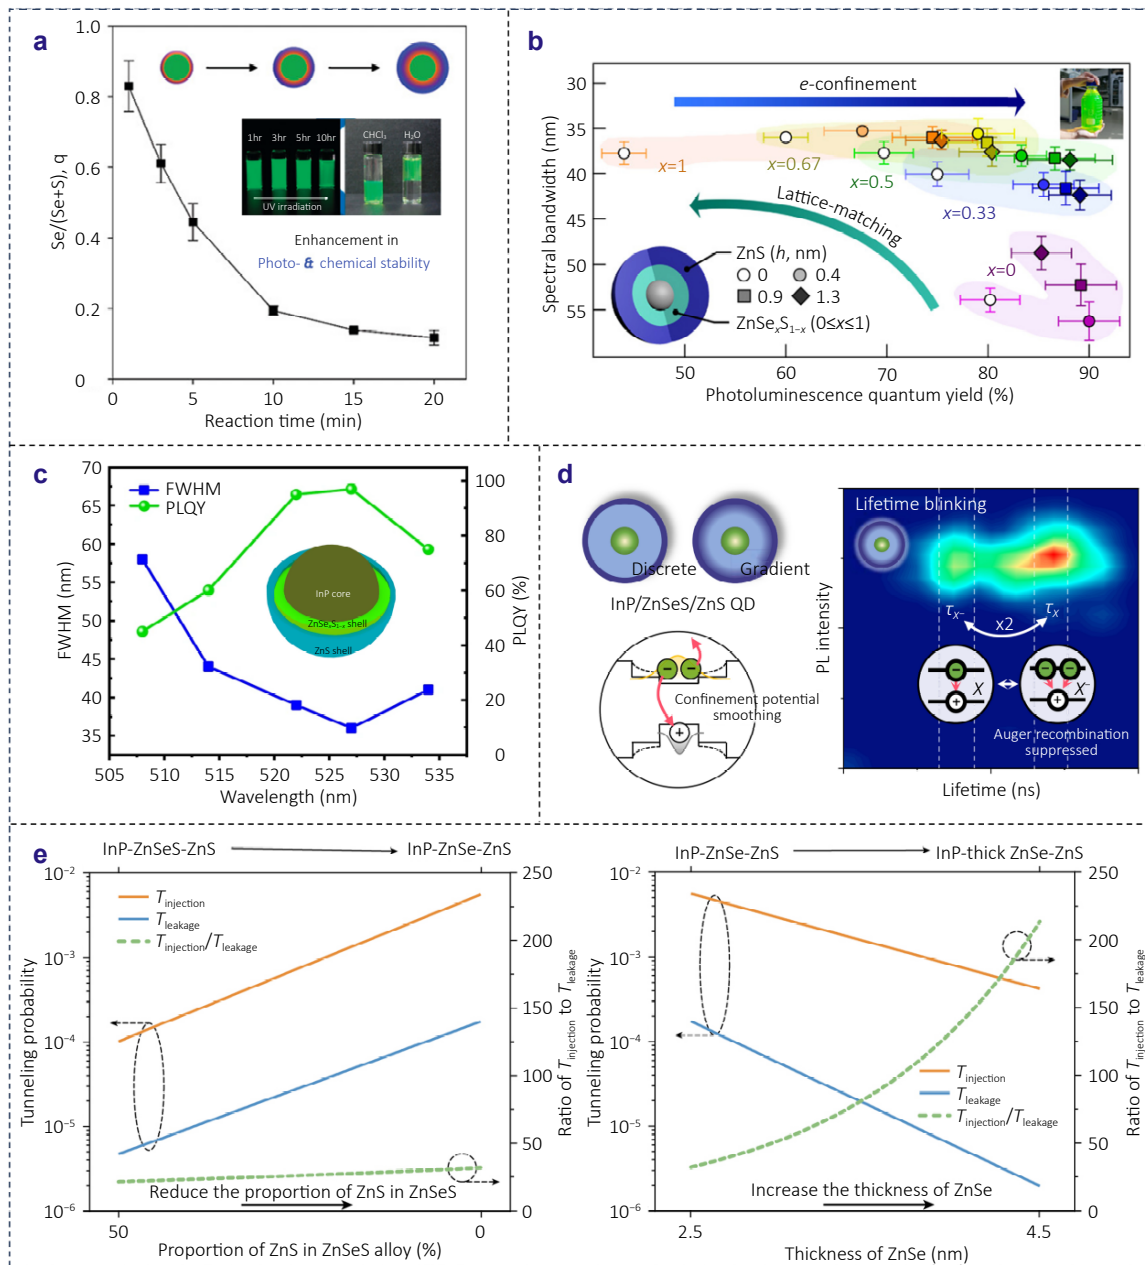 a
Se/(Se+S), q
1.0
0.8
0.6
0.4
0.2
0
0
5
10
15
20
Reaction time (min)
1hr 3hr 5hr 10hr
UV irradiation
CHCl₃ H₂O
Enhancement in
Photo- & chemical stability
b
Spectral bandwidth (nm)
30
35
40
45
50
55
50 60 70 80 90
Photoluminescence quantum yield (%)
e-confinement
x=1
x=0.67
x=0.5
x=0.33
x=0
Lattice-matching
ZnS (h, nm)
0 0.4
0.9 1.3
ZnSeₓS₁₋ₓ (0≤x≤1)
c
FWHM (nm)
70
65
60
55
50
45
40
35
FWHM
PLQY
InP core
ZnSeₓS₁₋ₓ shell
ZnS shell
100
80
60
40
20
0
PLQY (%)
505 510 515 520 525 530 535
Wavelength (nm)
d
Discrete Gradient
InP/ZnSeS/ZnS QD
Confinement potential
smoothing
PL intensity
Lifetime blinking
τX⁻ x2 τX
X X⁻
Auger recombination
suppressed
Lifetime (ns)
e
InP-ZnSeS-ZnS InP-ZnSe-ZnS
Tunneling probability
10⁻²
10⁻³
10⁻⁴
10⁻⁵
10⁻⁶
Tinjection
Tleakage
Tinjection/Tleakage
Reduce the proportion of ZnS in ZnSeS
250
200
150
100
50
0
Ratio of Tinjection to Tleakage
50 0
Proportion of ZnS in ZnSeS alloy (%)
InP-ZnSe-ZnS InP-thick ZnSe-ZnS
Tunneling probability
10⁻²
10⁻³
10⁻⁴
10⁻⁵
10⁻⁶
Tinjection
Tleakage
Tinjection/Tleakage
Increase the thickness of ZnSe
250
200
150
100
50
0
Ratio of Tinjection to Tleakage
2.5 4.5
Thickness of ZnSe (nm)